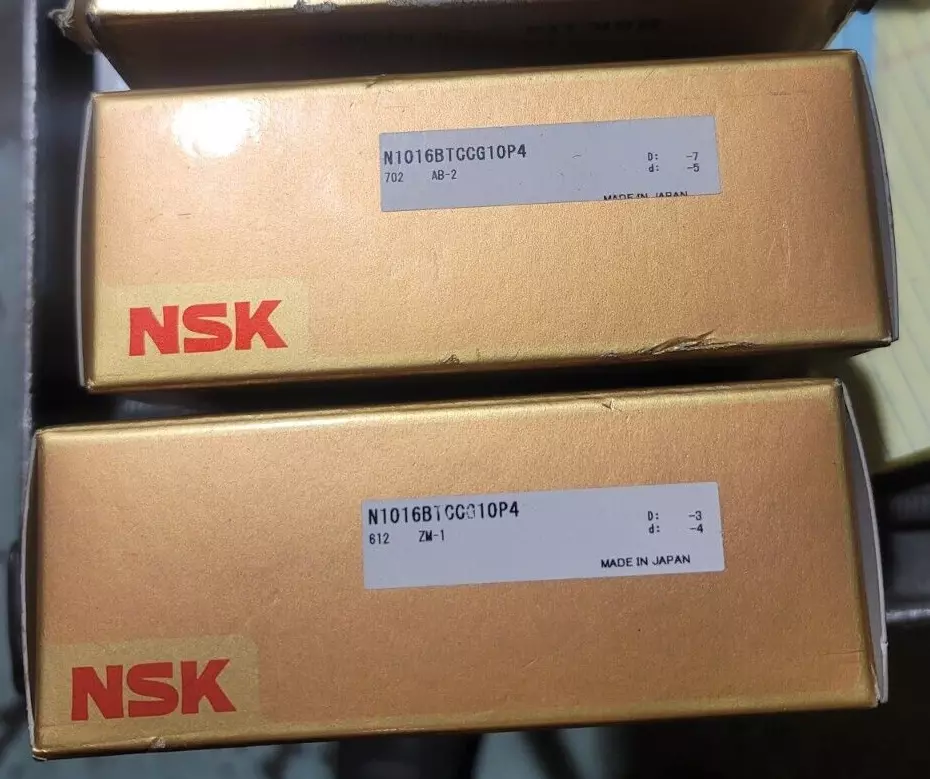 N1016BTCCG10P4
702 AB-2
D: -7
d: -5
MADE IN JAPAN
NSK
N1016BTCCG10P4
612 ZM-1
D: -3
d: -4
MADE IN JAPAN
NSK